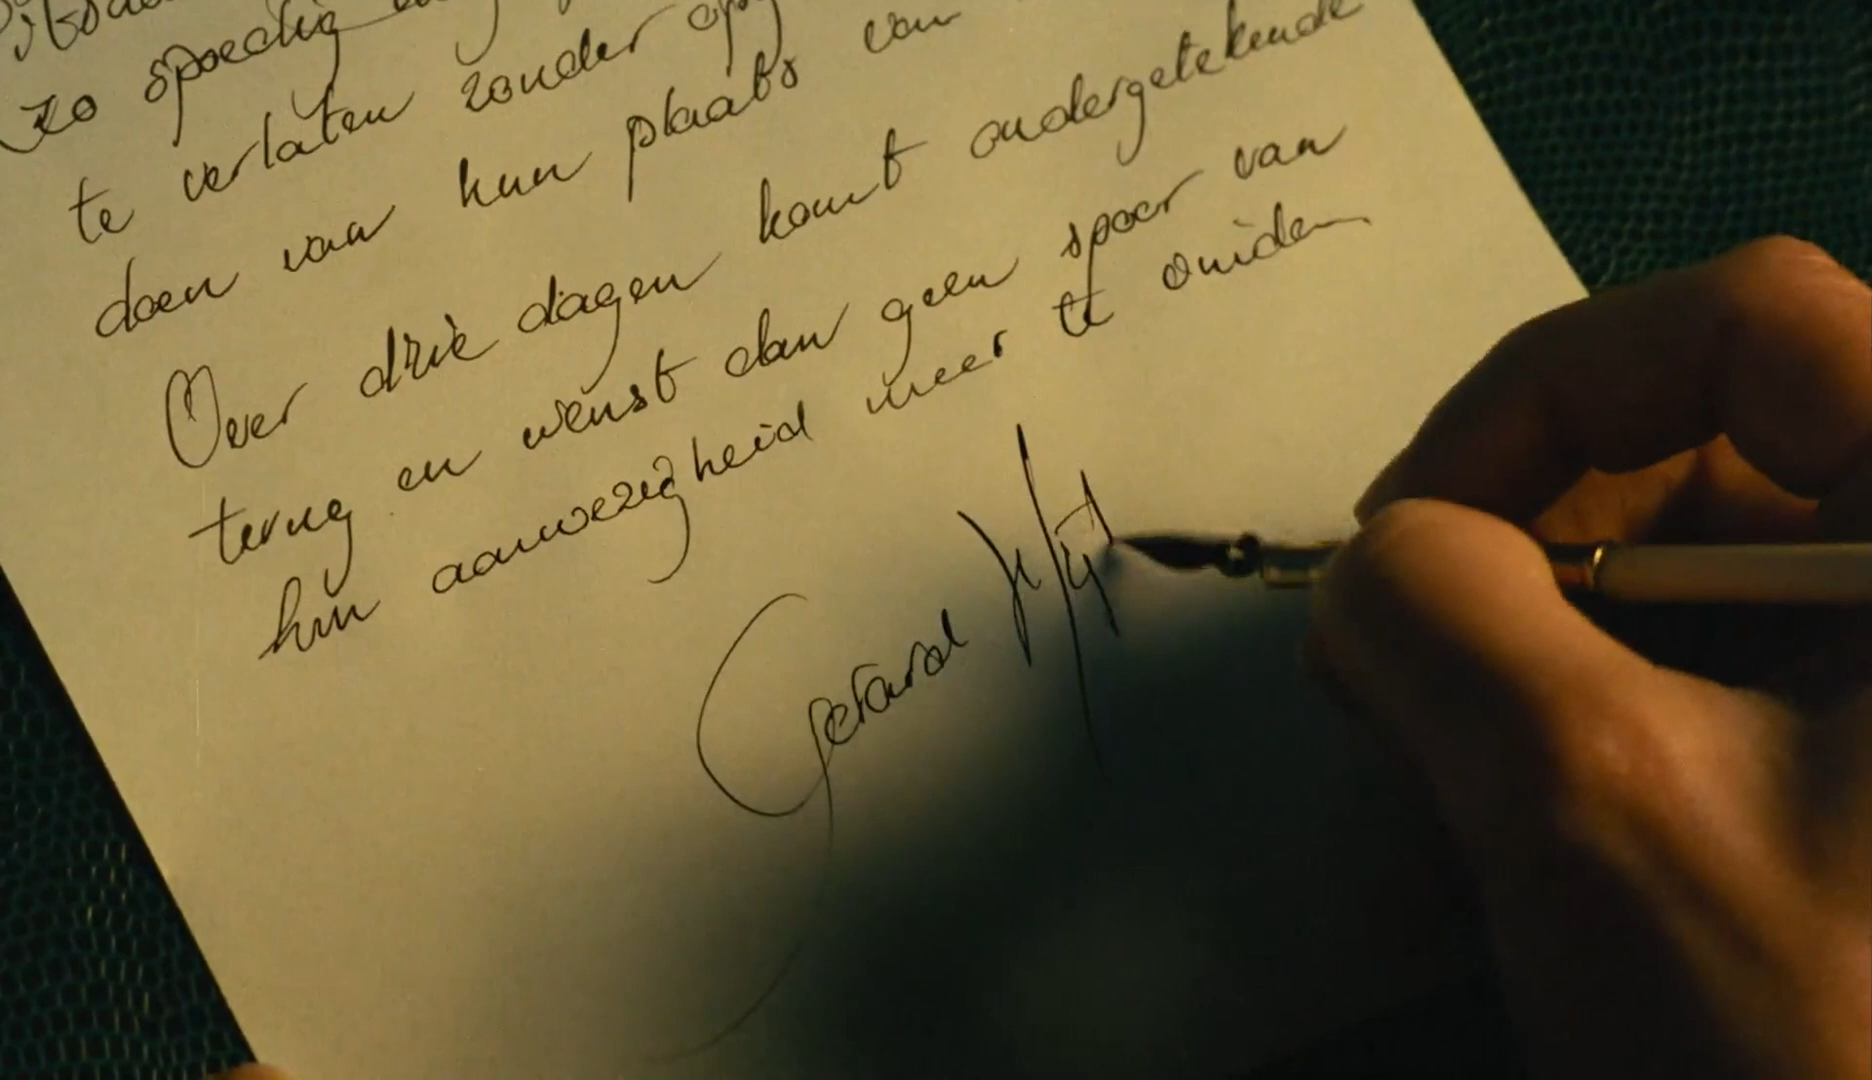 zo spoedig
te verlaten zonder
doen van hun plaats van
Over drie dagen komt ondergetekende
terug en wenst dan geen spoor van
hun aanwezigheid meer te
Gerard